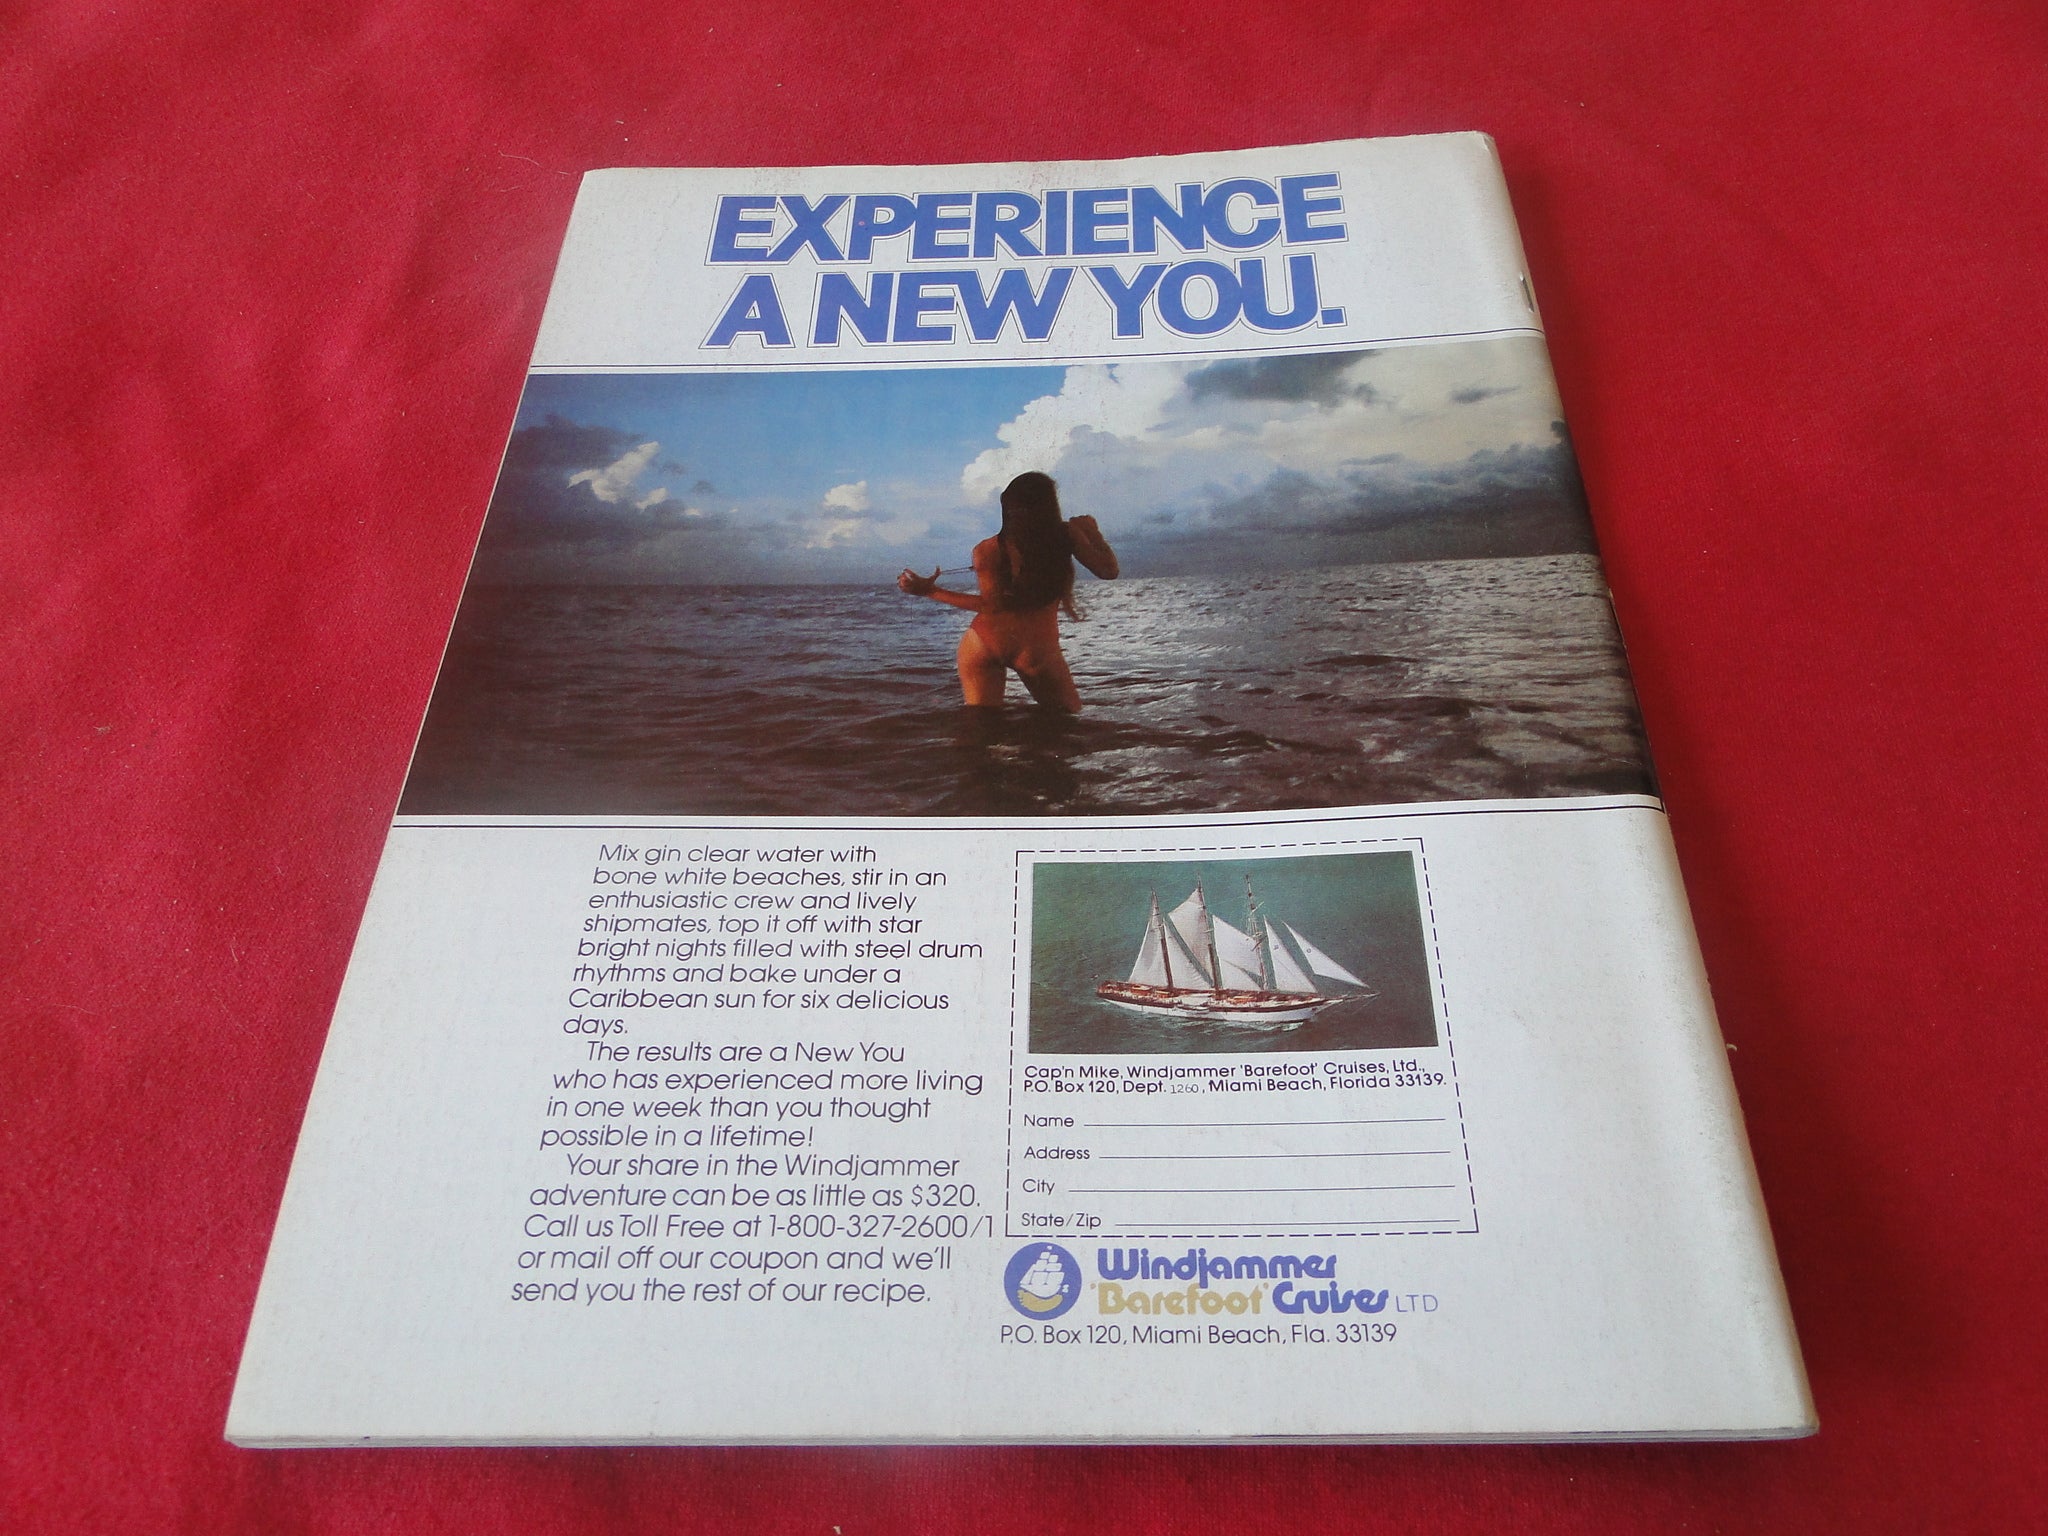 EXPERIENCE
A NEW YOU.
Mix gin clear water with
bone white beaches, stir in an
enthusiastic crew and lively
shipmates, top it off with star
bright nights filled with steel drum
rhythms and bake under a
Caribbean sun for six delicious
days.
The results are a New You
who has experienced more living
in one week than you thought
possible in a lifetime!
Your share in the Windjammer
adventure can be as little as $320.
Call us Toll Free at 1-800-327-2600/1
or mail off our coupon and we'll
send you the rest of our recipe.
Cap'n Mike, Windjammer 'Barefoot' Cruises, Ltd.,
P.O. Box 120, Dept. 1260, Miami Beach, Florida 33139.
Name
Address
City
State/Zip
Windjammer
'Barefoot' Cruises LTD
P.O. Box 120, Miami Beach, Fla. 33139